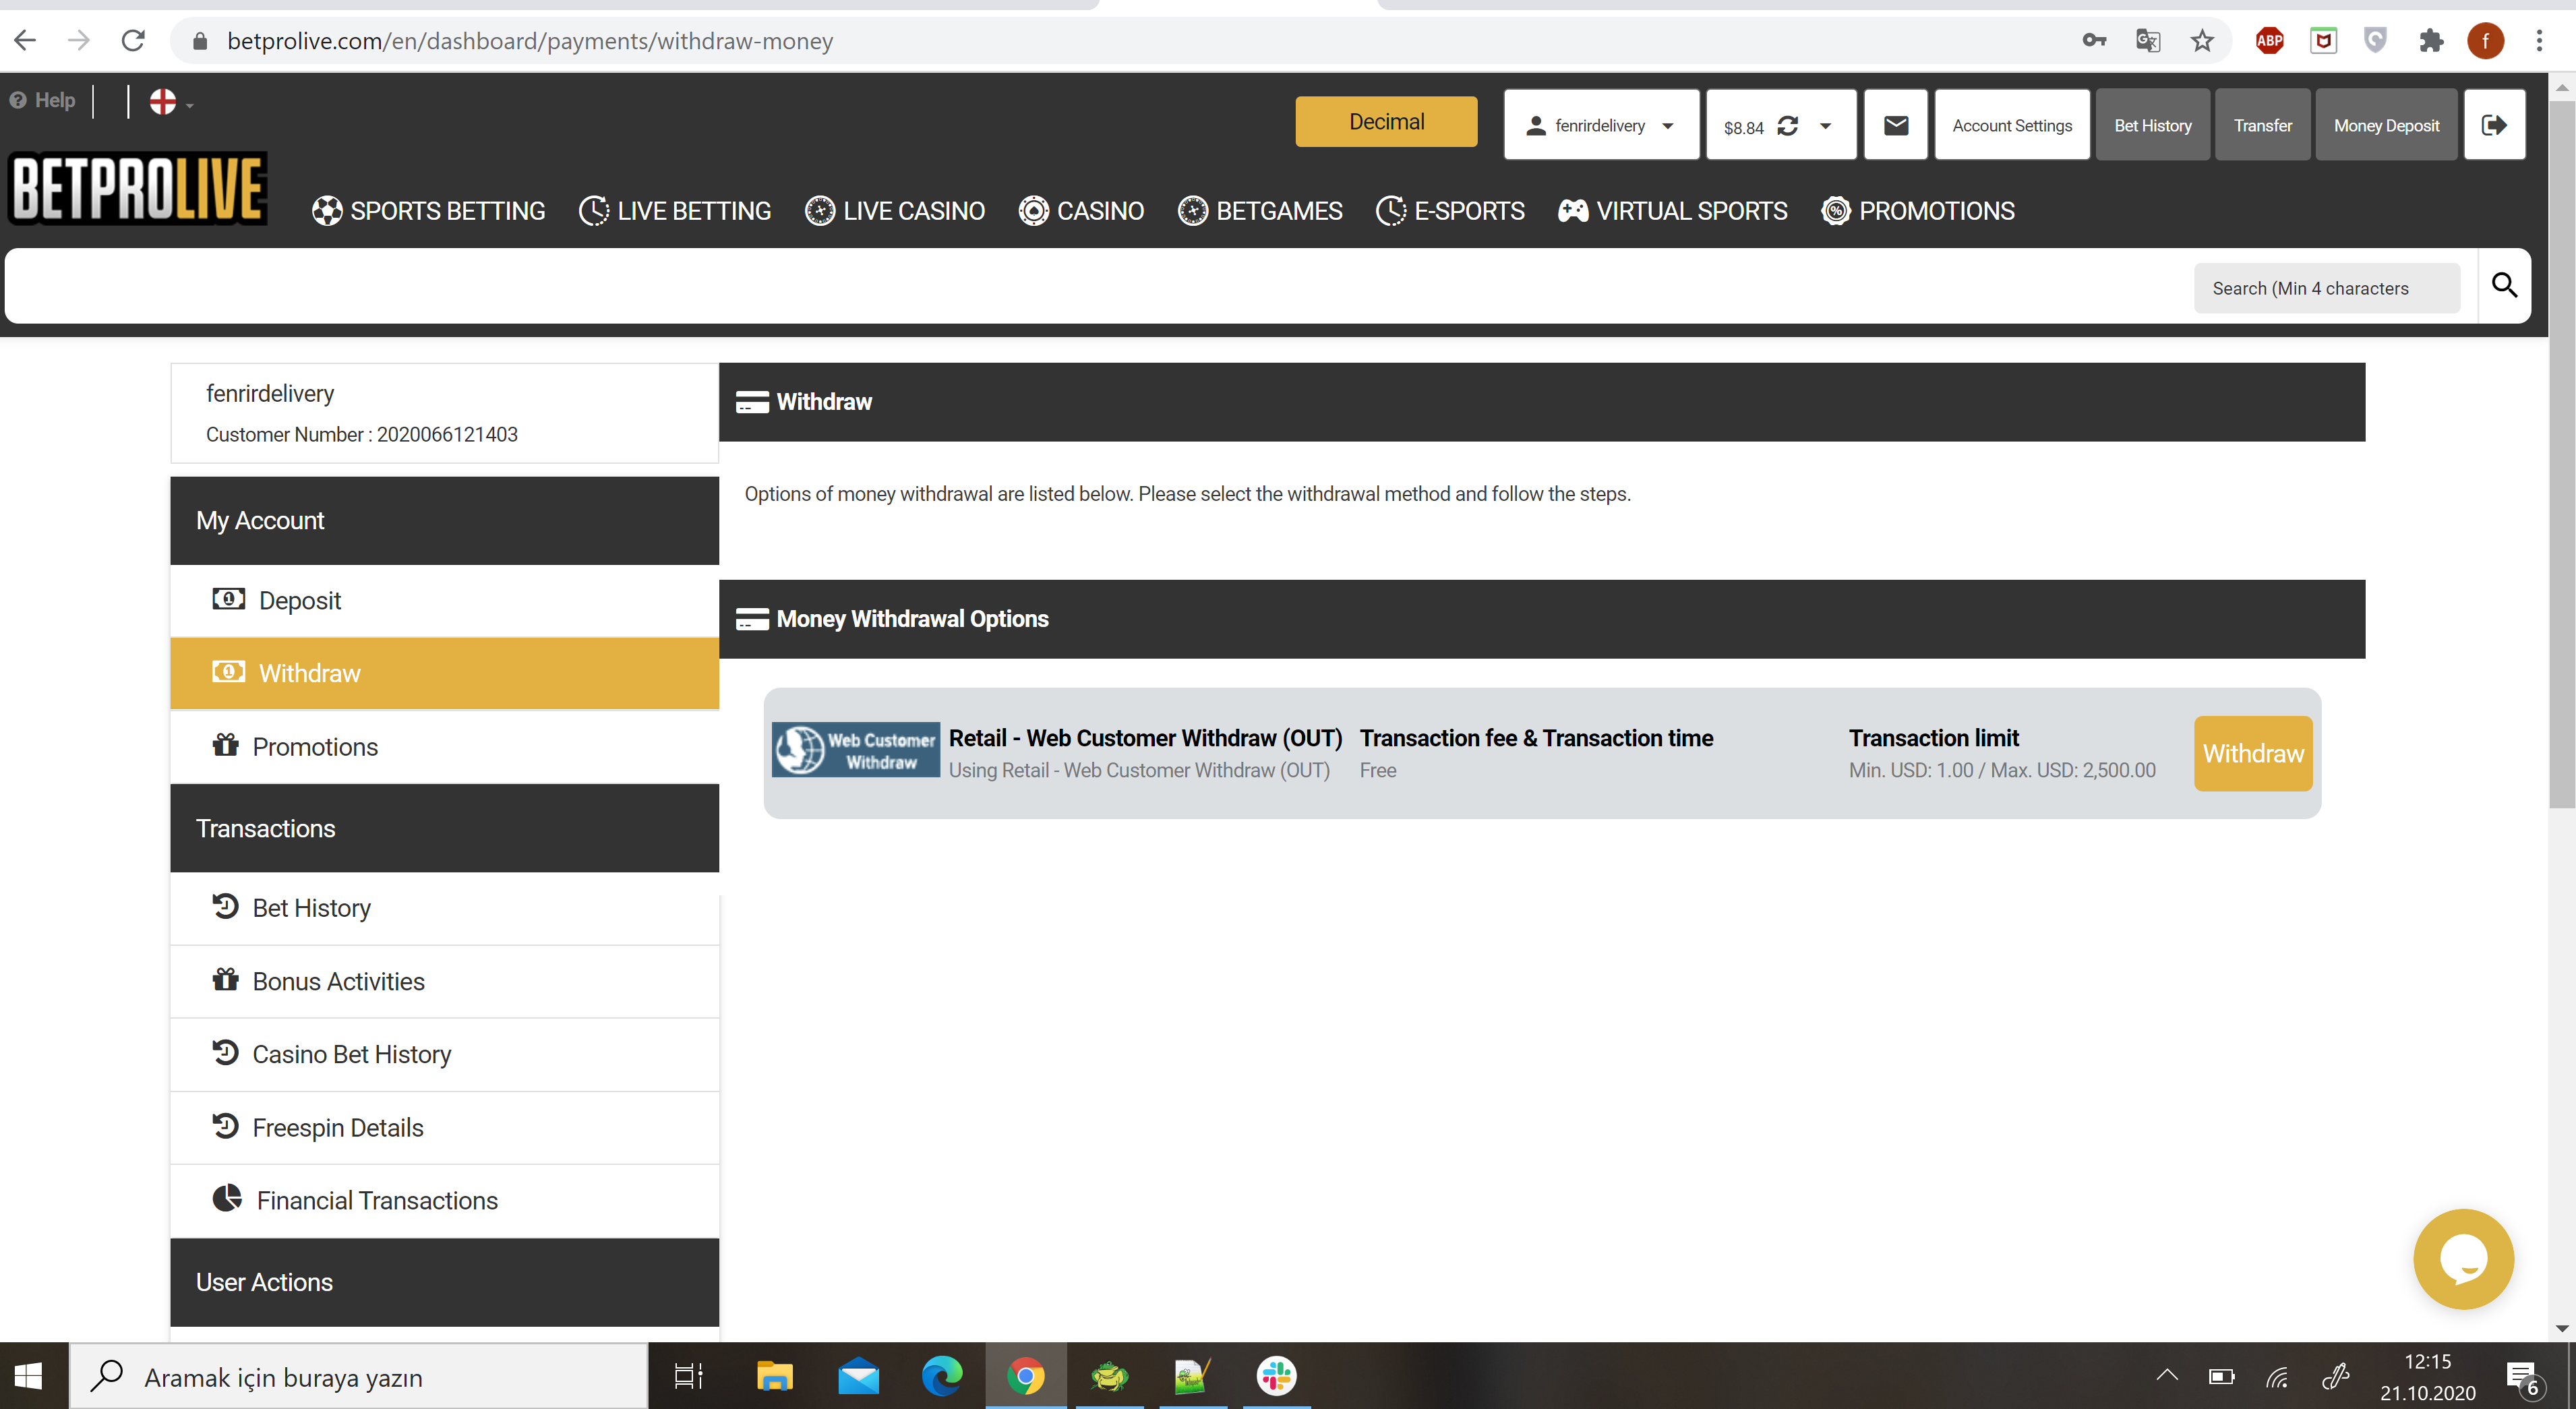 betprolive.com/en/dashboard/payments/withdraw-money
ABP
f
Help
Decimal
fenrirdelivery
$8.84
Account Settings
Bet History
Transfer
Money Deposit
BETPROLIVE
SPORTS BETTING
LIVE BETTING
LIVE CASINO
CASINO
BETGAMES
E-SPORTS
VIRTUAL SPORTS
PROMOTIONS
Search (Min 4 characters
fenrirdelivery
Customer Number : 2020066121403
My Account
Deposit
Withdraw
Promotions
Transactions
Bet History
Bonus Activities
Casino Bet History
Freespin Details
Financial Transactions
User Actions
Withdraw
Options of money withdrawal are listed below. Please select the withdrawal method and follow the steps.
Money Withdrawal Options
Web Customer
Withdraw
Retail - Web Customer Withdraw (OUT)
Using Retail - Web Customer Withdraw (OUT)
Transaction fee & Transaction time
Free
Transaction limit
Min. USD: 1.00 / Max. USD: 2,500.00
Withdraw
Aramak için buraya yazın
12:15
21.10.2020
6